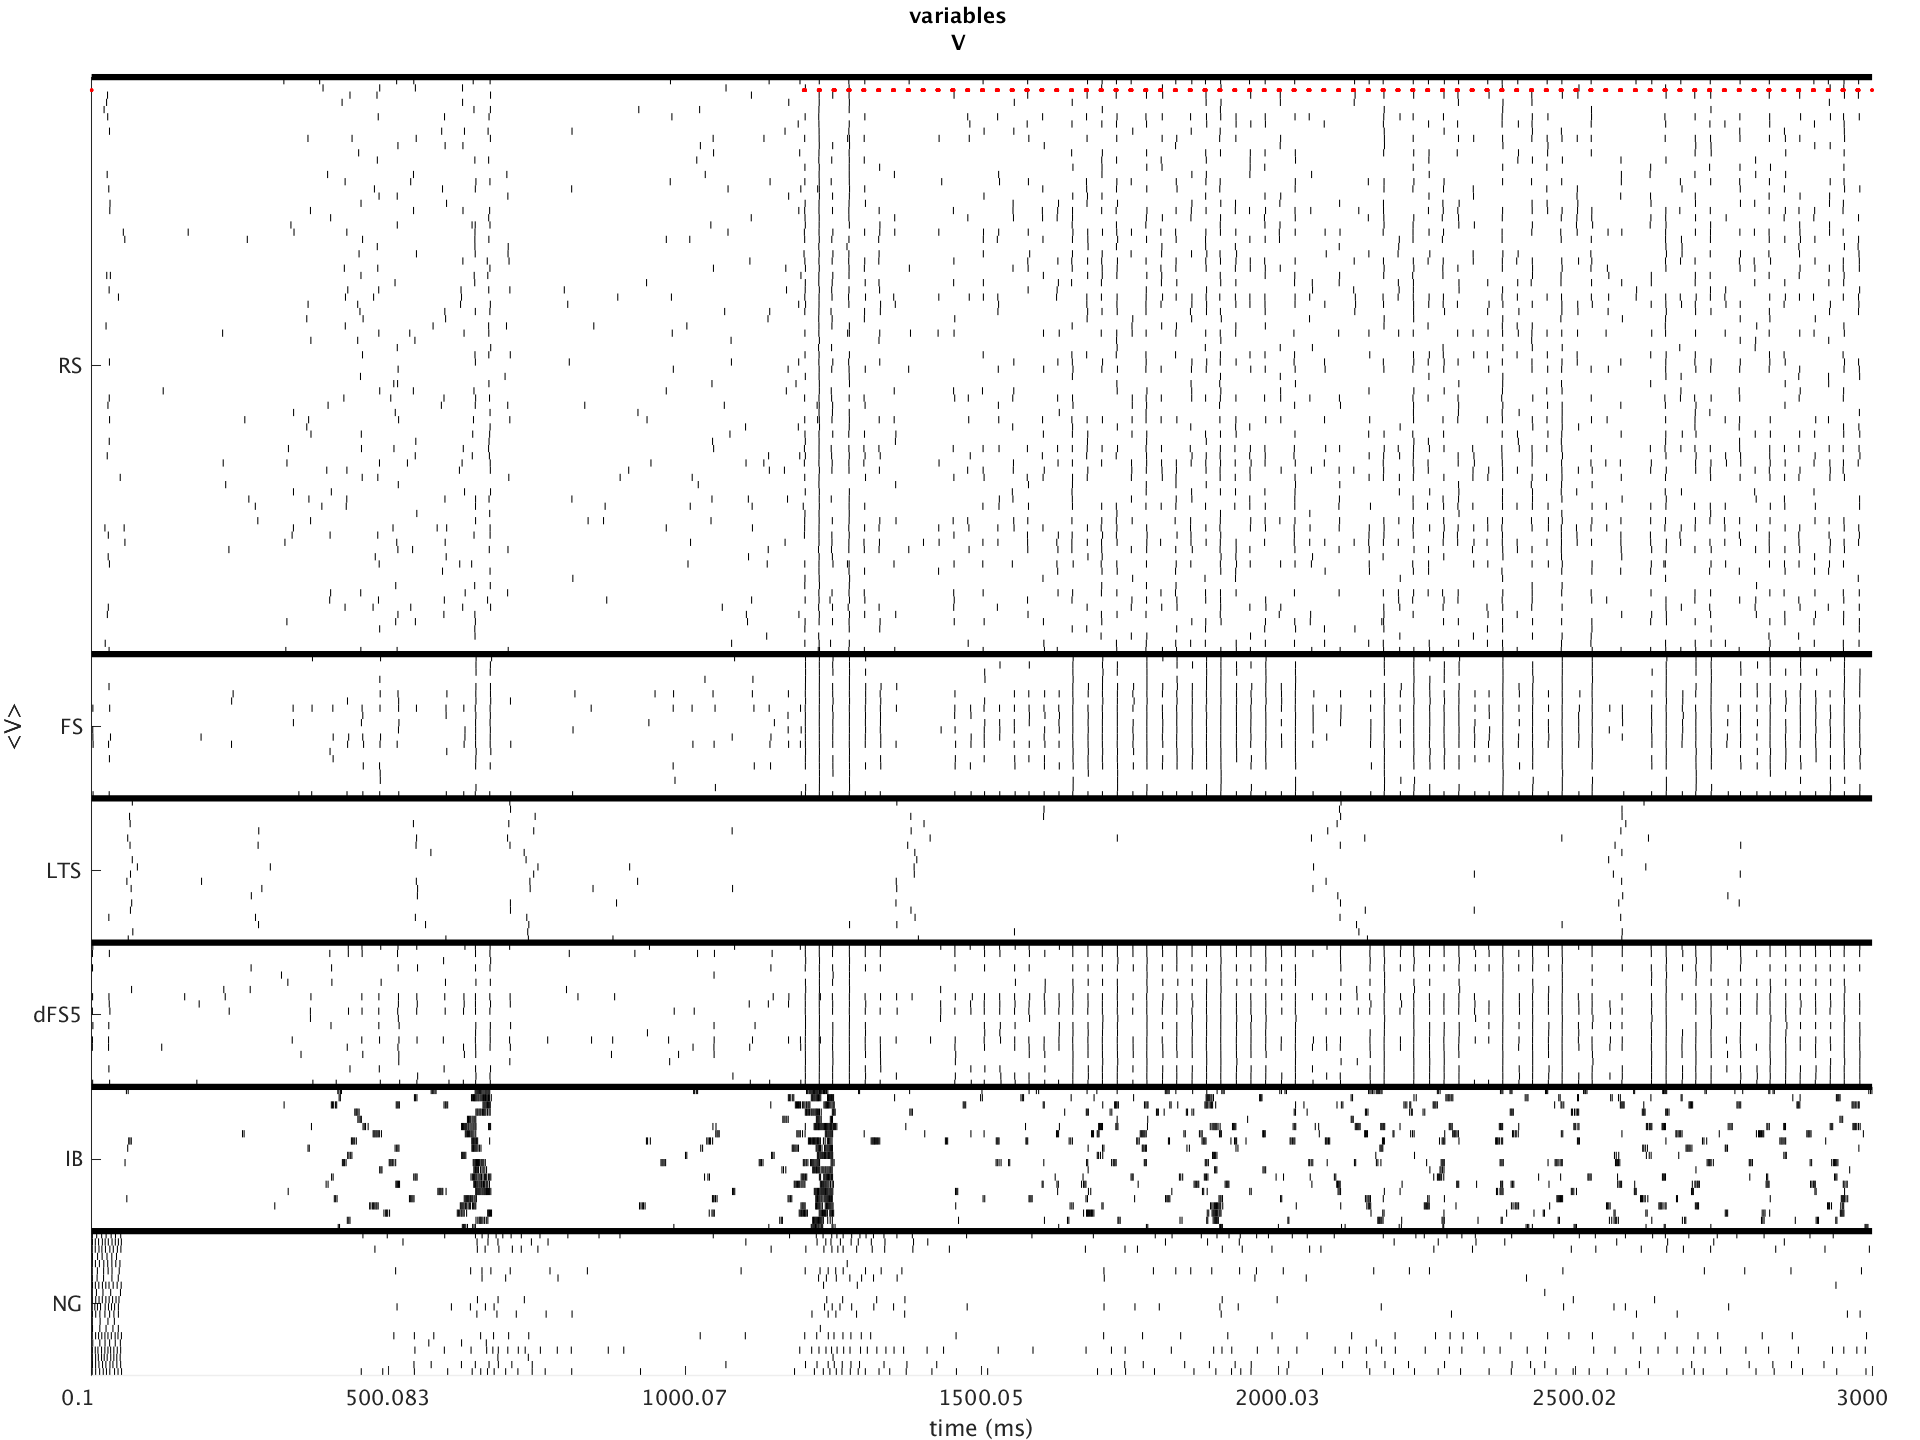 variables
V
<V>
RS
FS
LTS
dFS5
IB
NG
0.1
500.083
1000.07
1500.05
2000.03
2500.02
3000
time (ms)